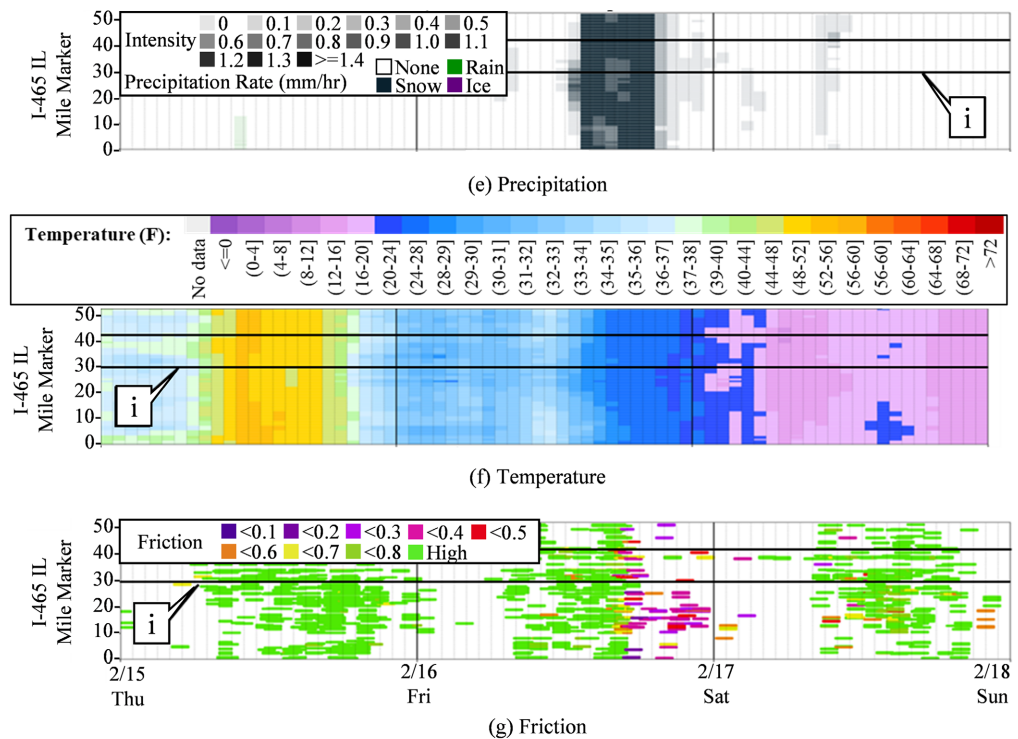 50
40
30
20
10
0
I-465 IL
Mile Marker
Intensity
0 0.1 0.2 0.3 0.4 0.5
0.6 0.7 0.8 0.9 1.0 1.1
1.2 1.3 >=1.4
None Rain
Precipitation Rate (mm/hr) Snow Ice
i
(e) Precipitation
Temperature (F):
No data
<=0
(0-4]
(4-8]
(8-12]
(12-16]
(16-20]
(20-24]
(24-28]
(28-29]
(29-30]
(30-31]
(31-32]
(32-33]
(33-34]
(34-35]
(35-36]
(36-37]
(37-38]
(39-40]
(40-44]
(44-48]
(48-52]
(52-56]
(56-60]
(56-60]
(60-64]
(64-68]
(68-72]
>72
50
40
30
20
10
0
I-465 IL
Mile Marker
i
(f) Temperature
50
40
30
20
10
0
I-465 IL
Mile Marker
Friction
<0.1 <0.2 <0.3 <0.4 <0.5
<0.6 <0.7 <0.8 High
i
2/15 2/16 2/17 2/18
Thu Fri Sat Sun
(g) Friction